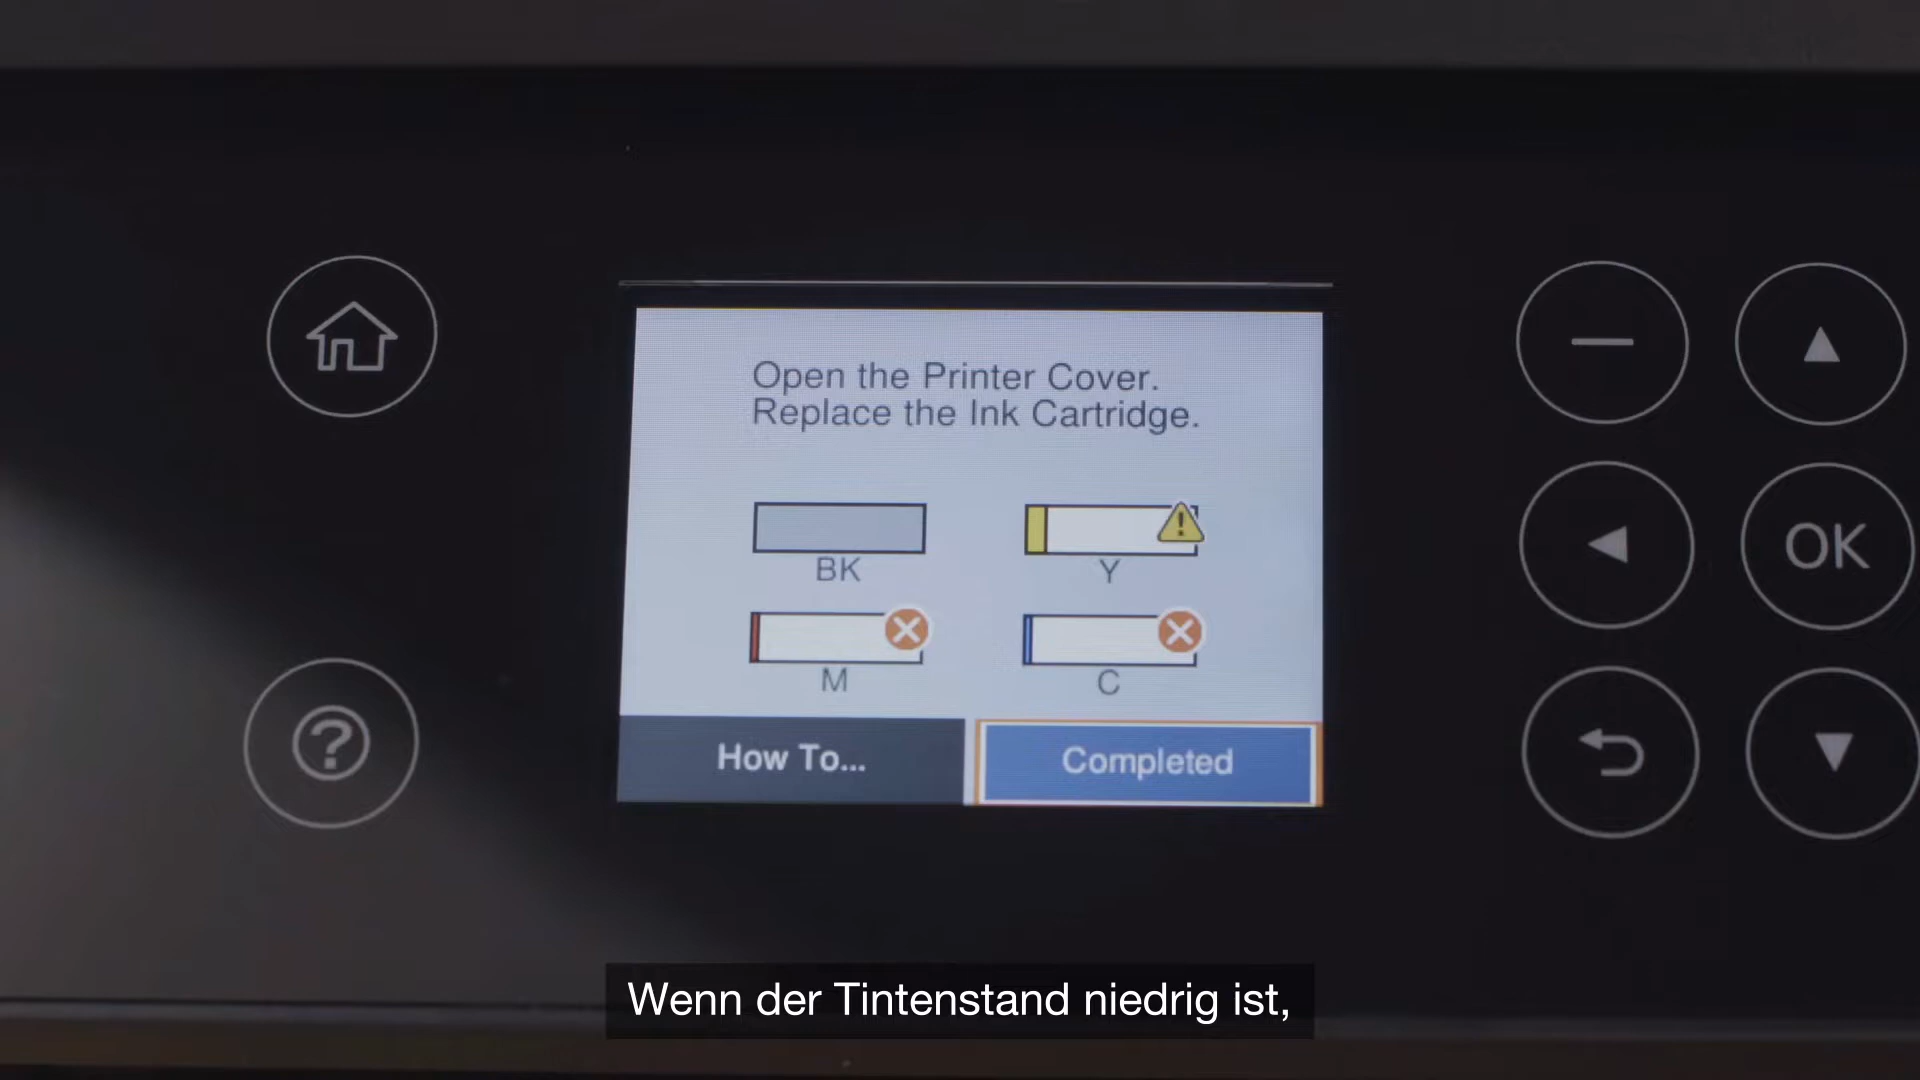 Open the Printer Cover.
Replace the Ink Cartridge.
BK
Y
M
C
How To...
Completed
OK
Wenn der Tintenstand niedrig ist,